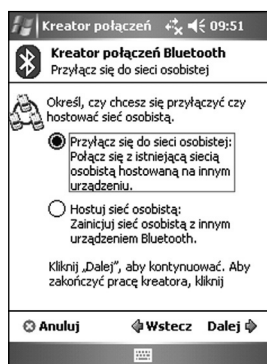 Kreator połączeń 09:51
Kreator połączeń Bluetooth
Przyłącz się do sieci osobistej
Określ, czy chcesz się przyłączyć czy
hostować sieć osobistą.
Przyłącz się do sieci osobistej:
Połącz się z istniejącą siecią
osobistą hostowaną na innym
urządzeniu.
Hostuj sieć osobistą:
Zainicjuj sieć osobistą z innym
urządzeniem Bluetooth.
Kliknij „Dalej”, aby kontynuować. Aby
zakończyć pracę kreatora, kliknij
Anuluj Wstecz Dalej